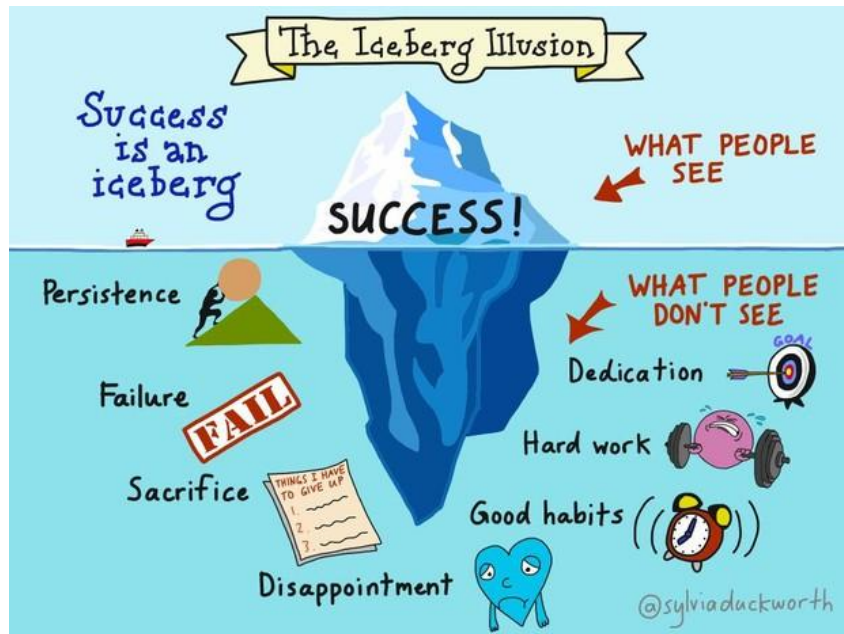 The Iceberg Illusion
Success
is an
iceberg
WHAT PEOPLE
SEE
SUCCESS!
Persistence
WHAT PEOPLE
DON'T SEE
GOAL
Dedication
Failure
FAIL
Hard work
Sacrifice
THINGS I HAVE
TO GIVE UP
1.
2.
3.
Good habits
Disappointment
@sylviaduckworth